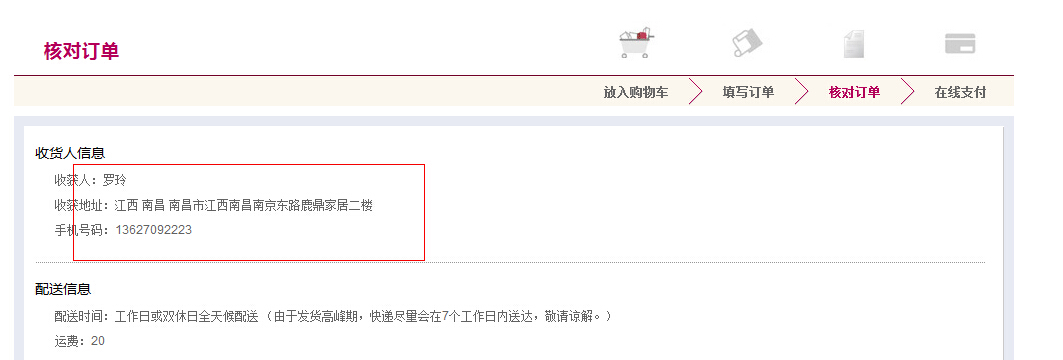 核对订单
放入购物车
填写订单
核对订单
在线支付
收货人信息
收获人：罗玲
收获地址：江西 南昌 南昌市江西南昌南京东路鹿鼎家居二楼
手机号码：13627092223
配送信息
配送时间：工作日或双休日全天候配送 （由于发货高峰期，快递尽量会在7个工作日内送达，敬请谅解。）
运费：20